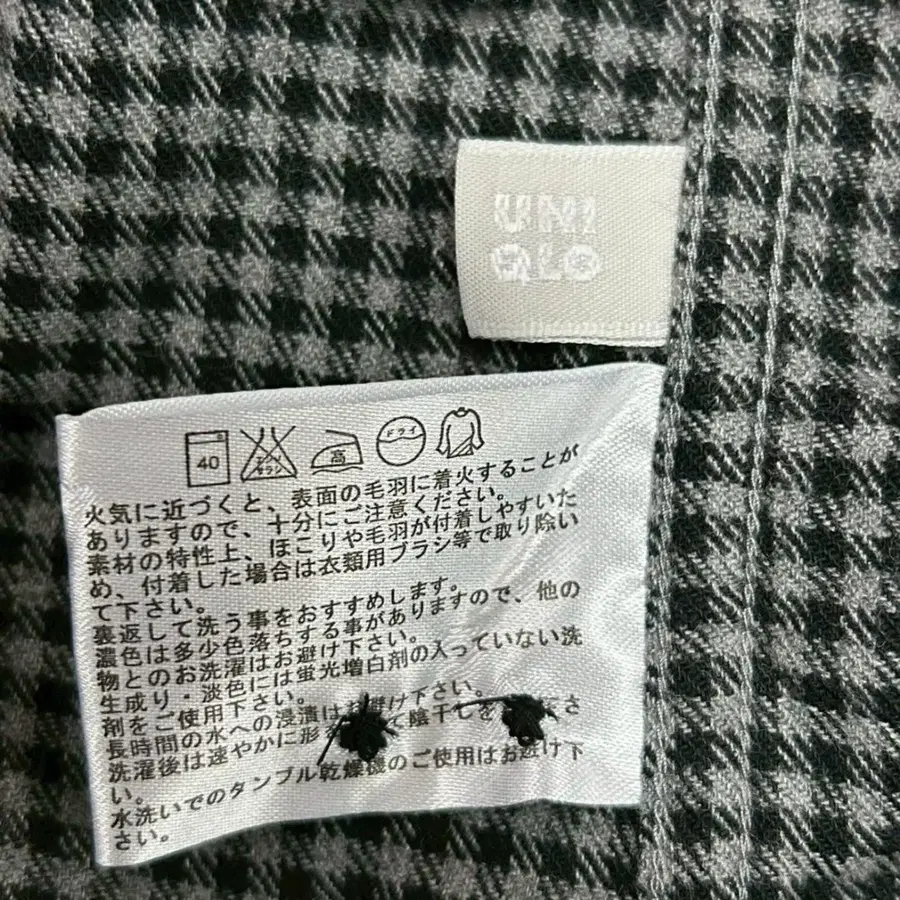 UNI
QLO
40
エンソ
サラシ
高
ドライ
火気に近づくと、表面の毛羽に着火することが
ありますので、十分にご注意ください。
素材の特性上、ほこりや毛羽が付着しやすいた
め、付着した場合は衣類用ブラシ等で取り除い
て下さい。
裏返して洗う事をおすすめします。
濃色は多少色落ちする事がありますので、他の
物とのお洗濯はお避け下さい。
生成り・淡色には蛍光増白剤の入っていない洗
剤をご使用下さい。
長時間の水への浸漬はお避け下さい。
洗濯後は速やかに形を て陰干しを 下さ
い。
水洗いでのタンブル乾燥機のご使用はお避け下
さい。